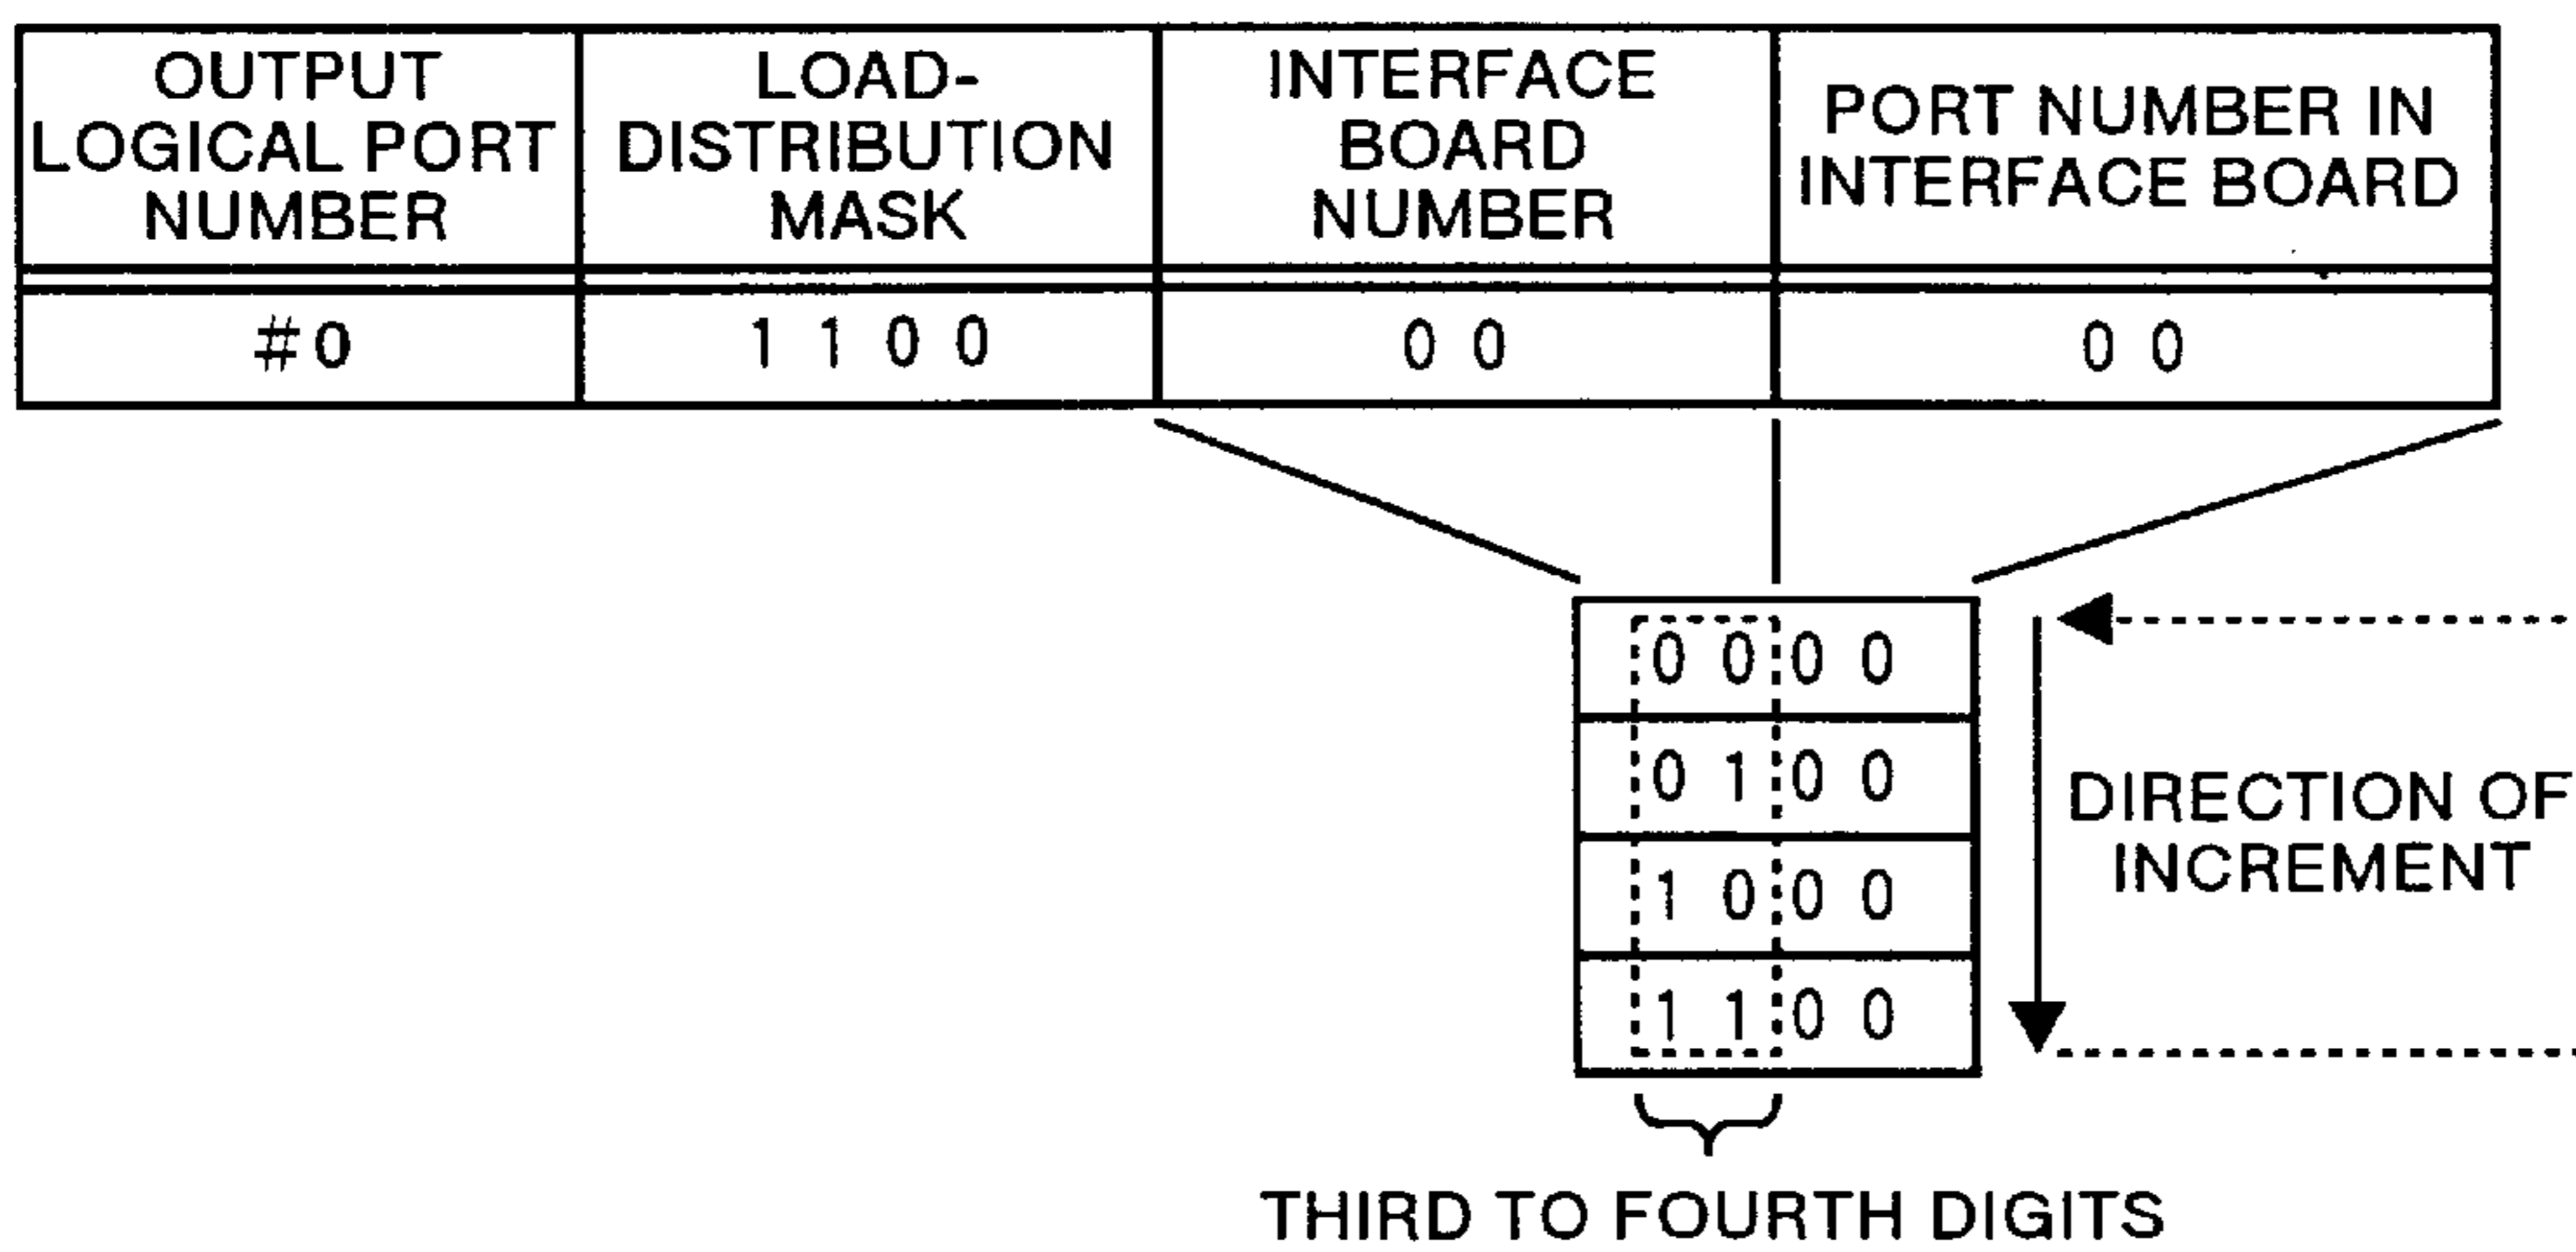 OUTPUT
LOGICAL PORT
NUMBER
LOAD-
DISTRIBUTION
MASK
INTERFACE
BOARD
NUMBER
PORT NUMBER IN
INTERFACE BOARD
#0
1 1 0 0
0 0
0 0
0 0 0 0
0 1 0 0
1 0 0 0
1 1 0 0
DIRECTION OF
INCREMENT
THIRD TO FOURTH DIGITS